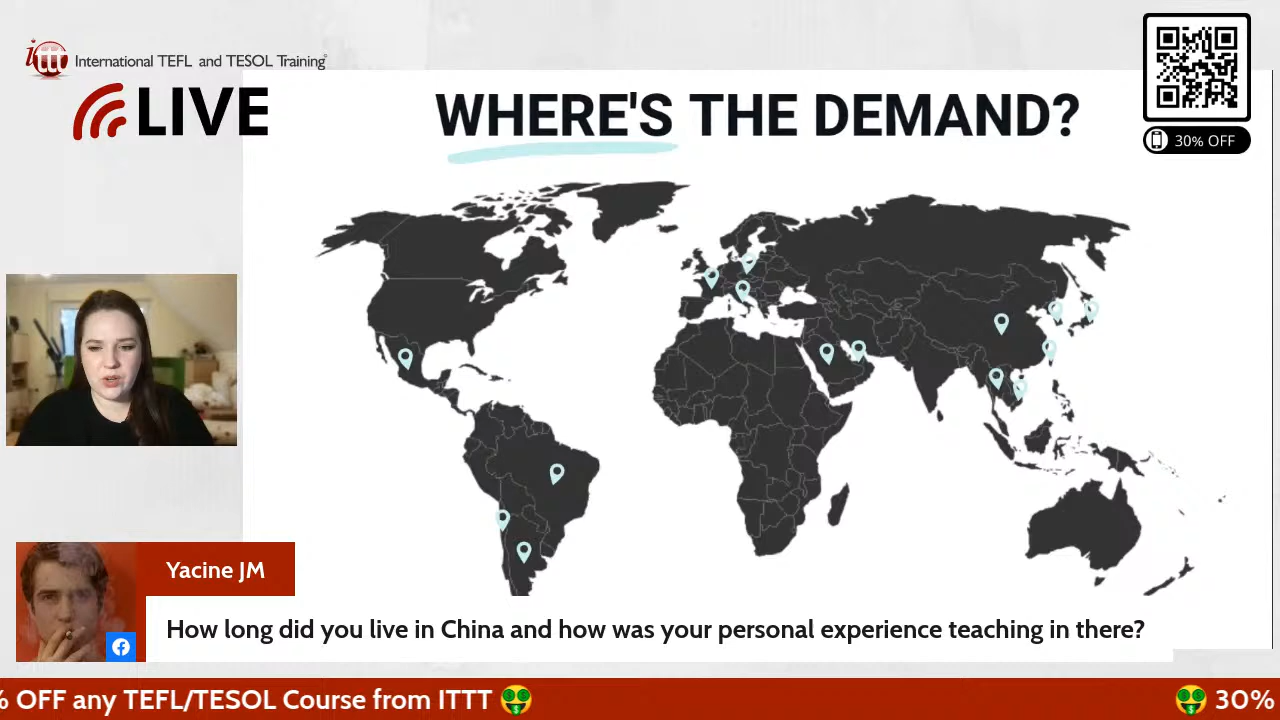 ittt International TEFL and TESOL Training
LIVE
WHERE'S THE DEMAND?
30% OFF
Yacine JM
How long did you live in China and how was your personal experience teaching in there?
% OFF any TEFL/TESOL Course from ITTT 🤑
🤑 30%